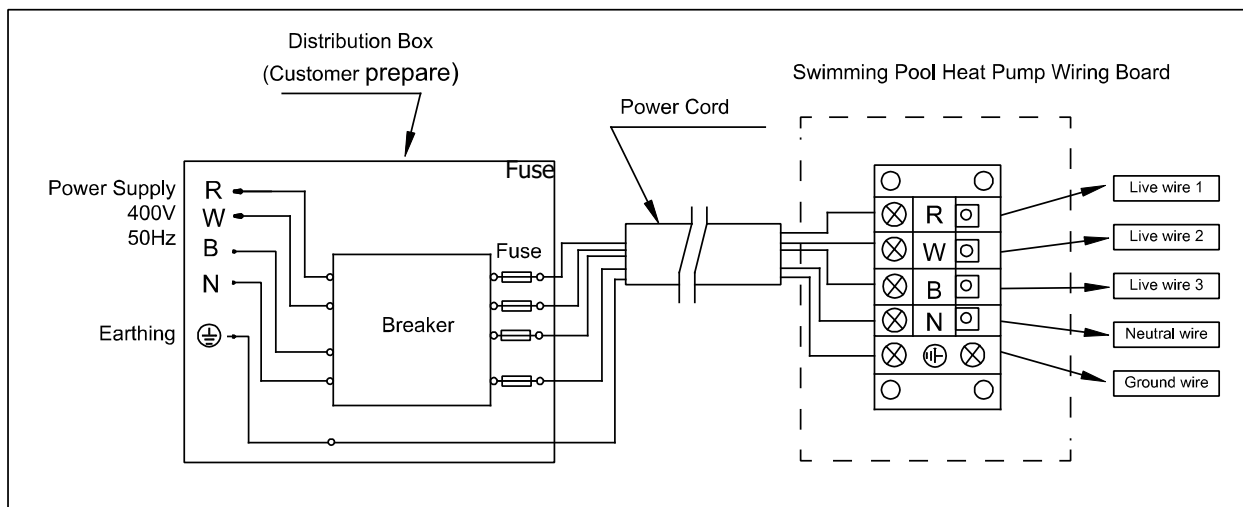 Distribution Box
(Customer prepare)
Swimming Pool Heat Pump Wiring Board
Power Cord
Fuse
Power Supply
400V
50Hz
R
W
B
N
Fuse
Breaker
Earthing
R
W
B
N
Live wire 1
Live wire 2
Live wire 3
Neutral wire
Ground wire